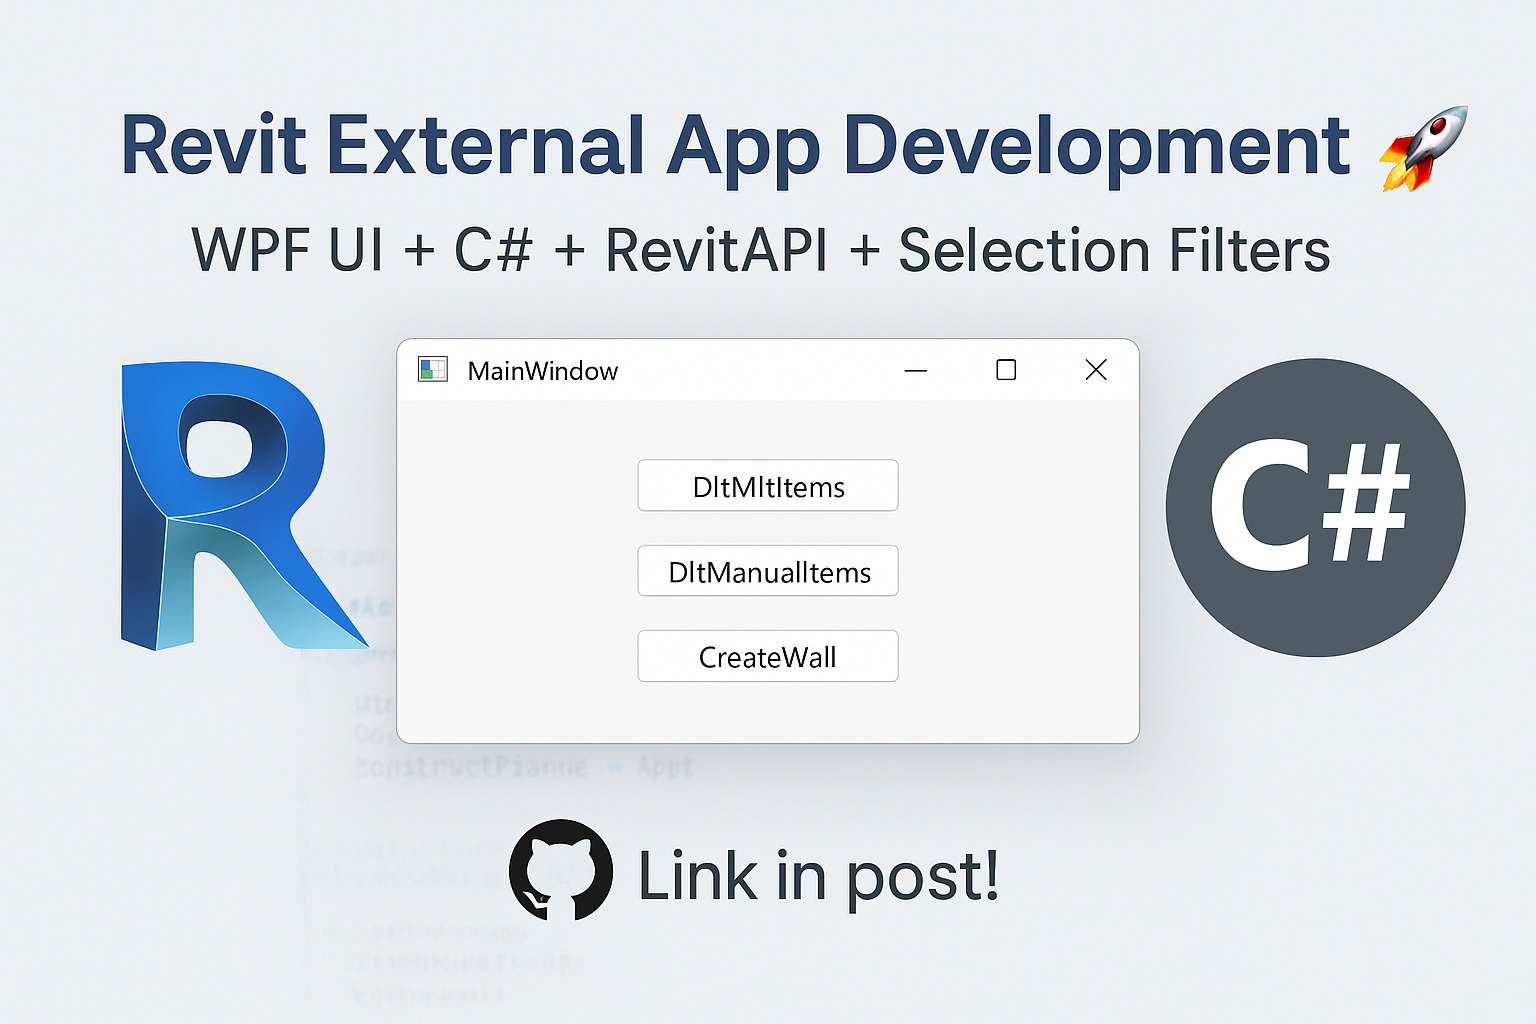 Revit External App Development 🚀
WPF UI + C# + RevitAPI + Selection Filters
MainWindow
DltMltItems
DltManualItems
CreateWall
C#
Link in post!